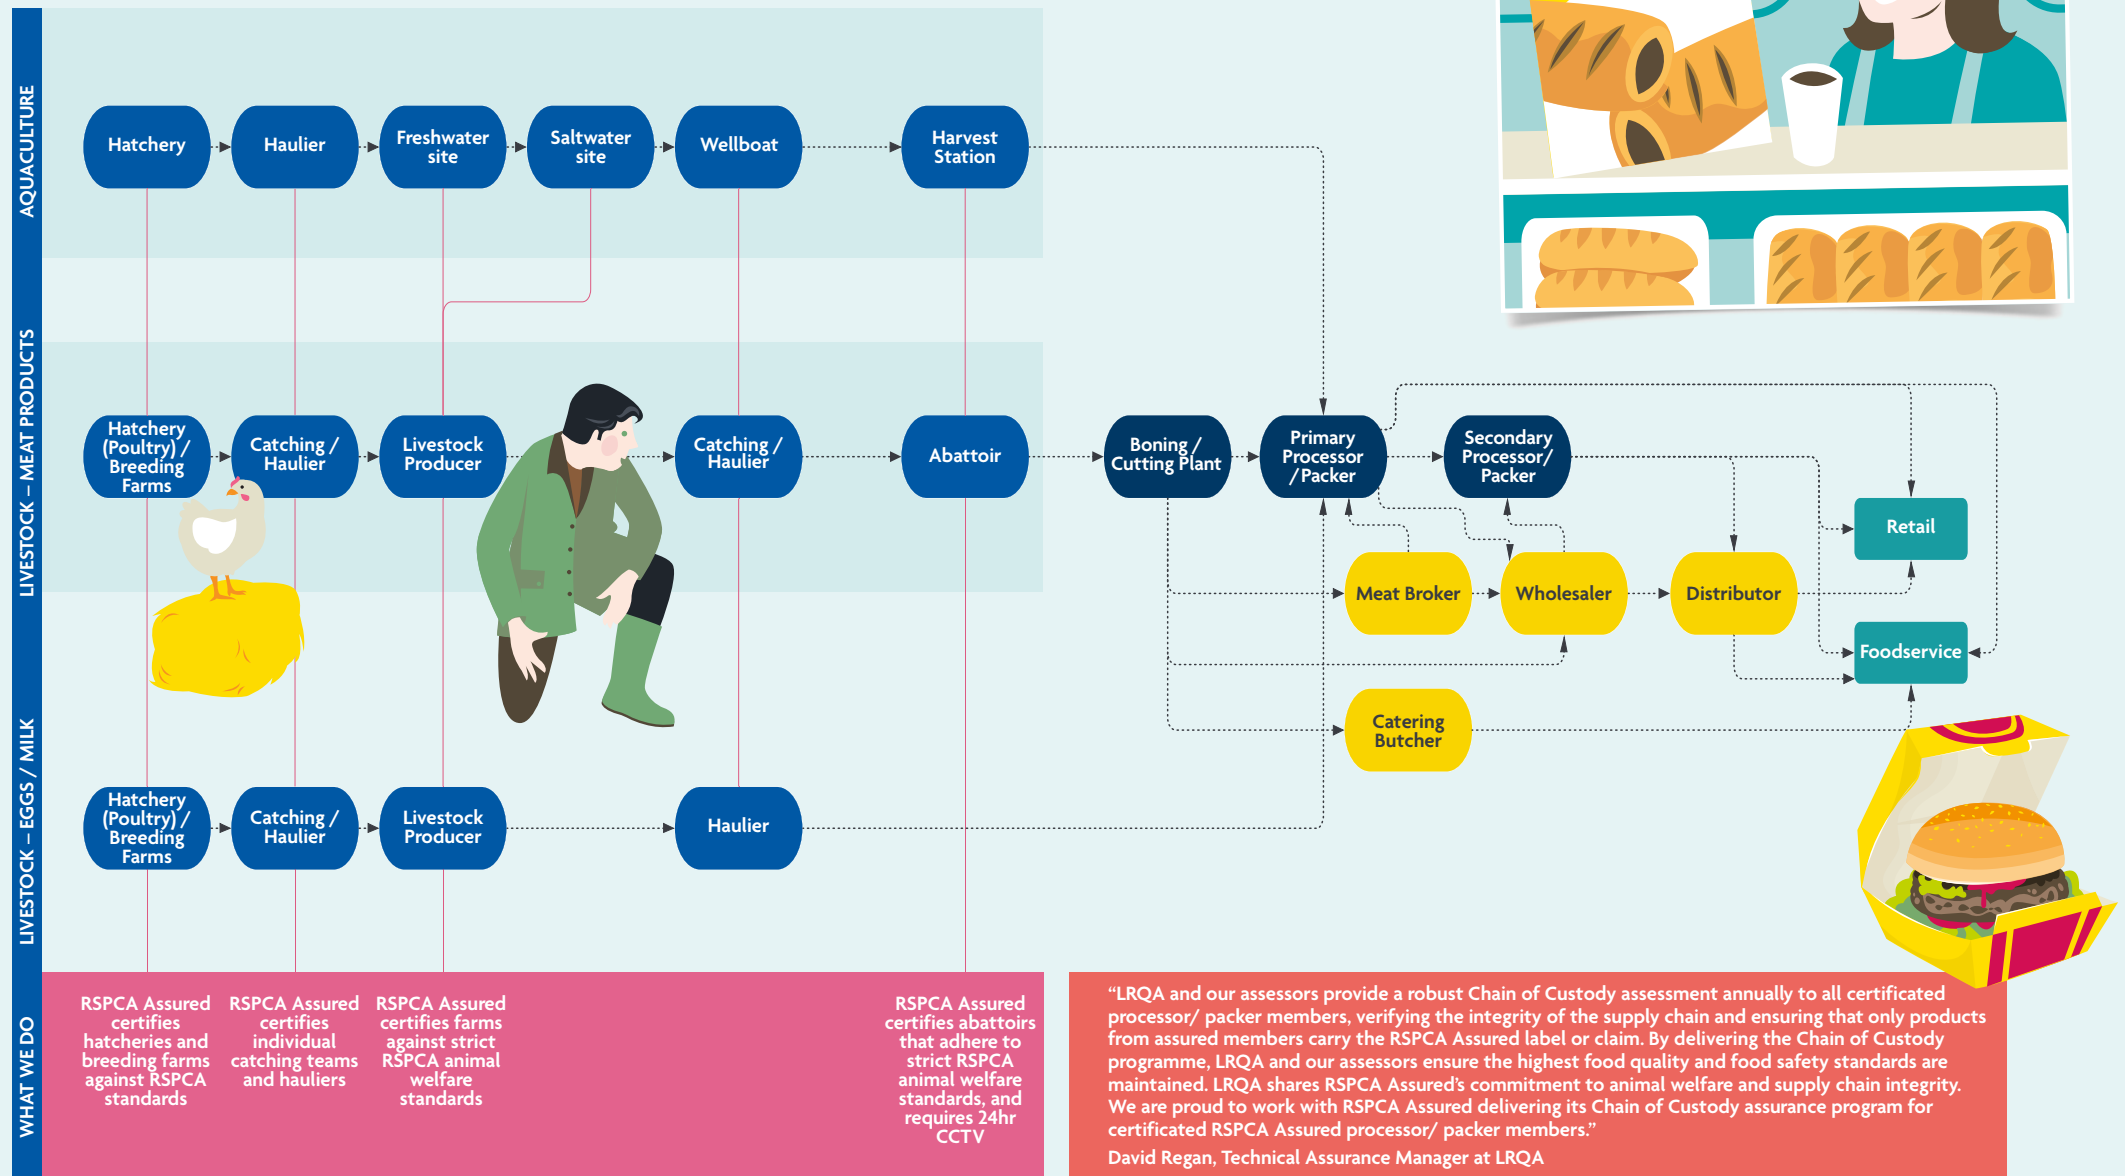 AQUACULTURE
Hatchery
Haulier
Freshwater
site
Saltwater
site
Wellboat
Harvest
Station
LIVESTOCK – MEAT PRODUCTS
Hatchery
(Poultry) /
Breeding
Farms
Catching /
Haulier
Livestock
Producer
Catching /
Haulier
Abattoir
Boning /
Cutting Plant
Primary
Processor
/Packer
Secondary
Processor/
Packer
Retail
Meat Broker
Wholesaler
Distributor
Foodservice
Catering
Butcher
LIVESTOCK – EGGS / MILK
Hatchery
(Poultry) /
Breeding
Farms
Catching /
Haulier
Livestock
Producer
Haulier
WHAT WE DO
RSPCA Assured
certifies
hatcheries and
breeding farms
against RSPCA
standards
RSPCA Assured
certifies
individual
catching teams
and hauliers
RSPCA Assured
certifies farms
against strict
RSPCA animal
welfare
standards
RSPCA Assured
certifies abattoirs
that adhere to
strict RSPCA
animal welfare
standards, and
requires 24hr
CCTV
“LRQA and our assessors provide a robust Chain of Custody assessment annually to all certificated
processor/ packer members, verifying the integrity of the supply chain and ensuring that only products
from assured members carry the RSPCA Assured label or claim. By delivering the Chain of Custody
programme, LRQA and our assessors ensure the highest food quality and food safety standards are
maintained. LRQA shares RSPCA Assured’s commitment to animal welfare and supply chain integrity.
We are proud to work with RSPCA Assured delivering its Chain of Custody assurance program for
certificated RSPCA Assured processor/ packer members.”
David Regan, Technical Assurance Manager at LRQA